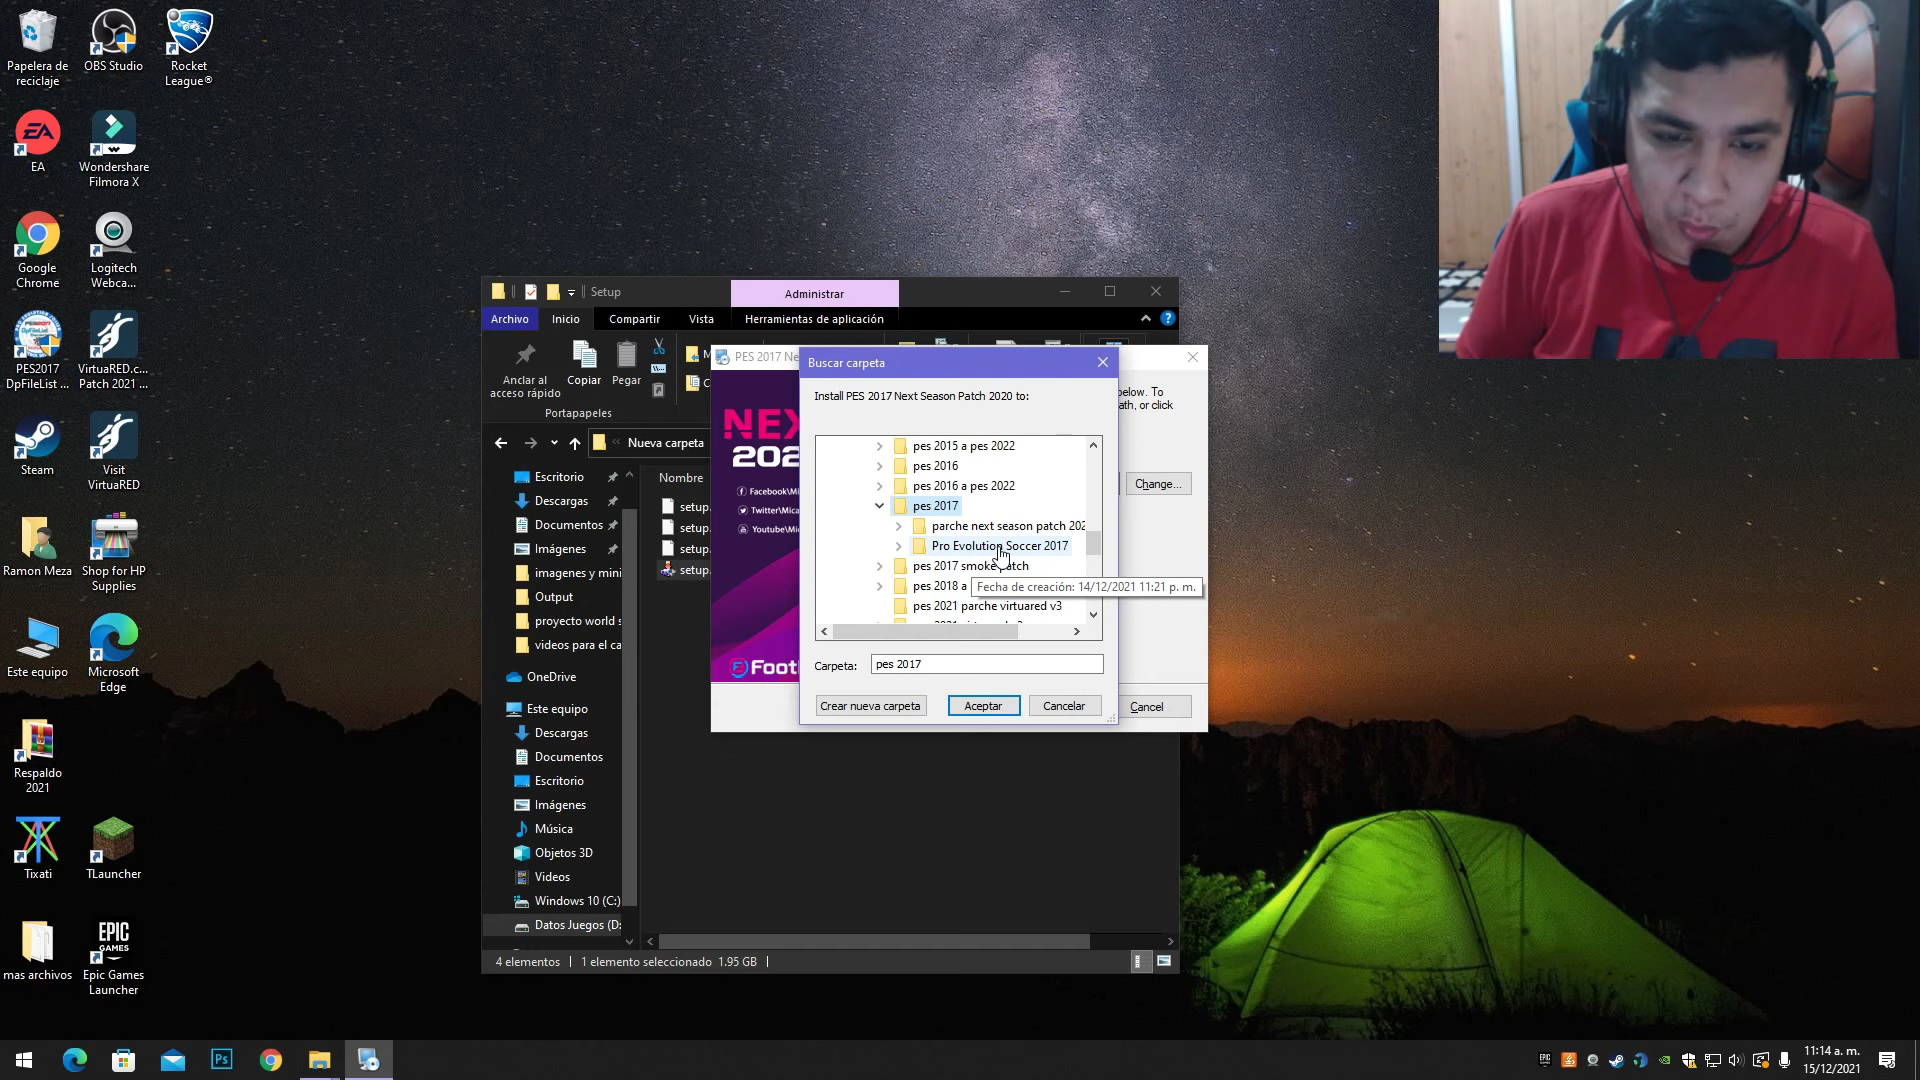 Papelera de
reciclaje
OBS Studio
Rocket
League®
EA
Wondershare
Filmora X
Google
Chrome
Logitech
Webca...
PES2017
DpFileList ...
VirtuaRED.c...
Patch 2021 ...
Steam
Visit
VirtuaRED
Ramon Meza
Shop for HP
Supplies
Este equipo
Microsoft
Edge
Respaldo
2021
Tixati
TLauncher
mas archivos
EPIC
GAMES
Epic Games
Launcher
Setup
Administrar
Archivo
Inicio
Compartir
Vista
Herramientas de aplicación
Anclar al
acceso rápido
Copiar
Pegar
Portapapeles
Nueva carpeta
Nombre
setup.
setup.
setup.
setup.
Escritorio
Descargas
Documentos
Imágenes
imagenes y mini
Output
proyecto world s
videos para el ca
OneDrive
Este equipo
Descargas
Documentos
Escritorio
Imágenes
Música
Objetos 3D
Videos
Windows 10 (C:)
Datos Juegos (D:
4 elementos
1 elemento seleccionado 1.95 GB
PES 2017 Ne
below. To
ath, or click
Change...
Cancel
NEX
202
Facebook\Mi
Twitter\Mica
Youtube\Mic
Footb
Buscar carpeta
Install PES 2017 Next Season Patch 2020 to:
pes 2015 a pes 2022
pes 2016
pes 2016 a pes 2022
pes 2017
parche next season patch 202
Pro Evolution Soccer 2017
pes 2017 smoke patch
pes 2018 a
Fecha de creación: 14/12/2021 11:21 p. m.
pes 2021 parche virtuared v3
Carpeta:
pes 2017
Crear nueva carpeta
Aceptar
Cancelar
Ps
11:14 a. m.
15/12/2021